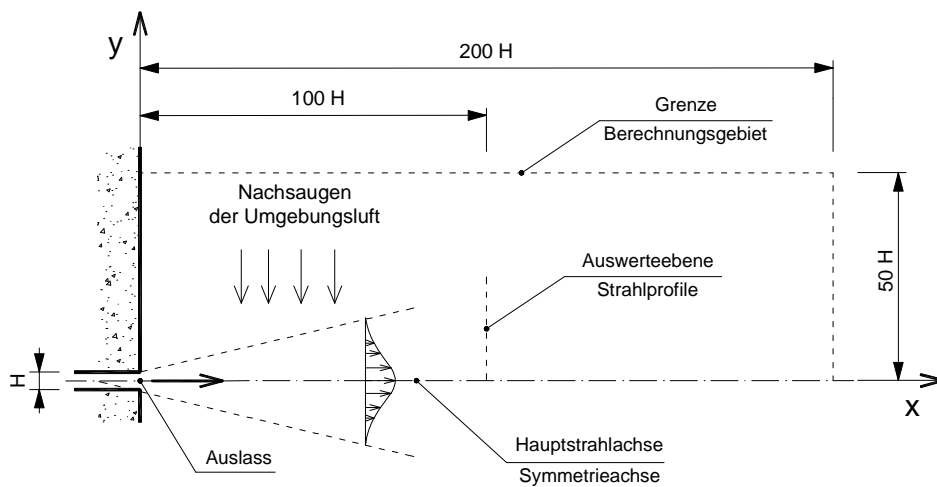 y
200 H
100 H
Grenze
Berechnungsgebiet
Nachsaugen
der Umgebungsluft
Auswerteebene
Strahlprofile
50 H
H
x
Auslass
Hauptstrahlachse
Symmetrieachse